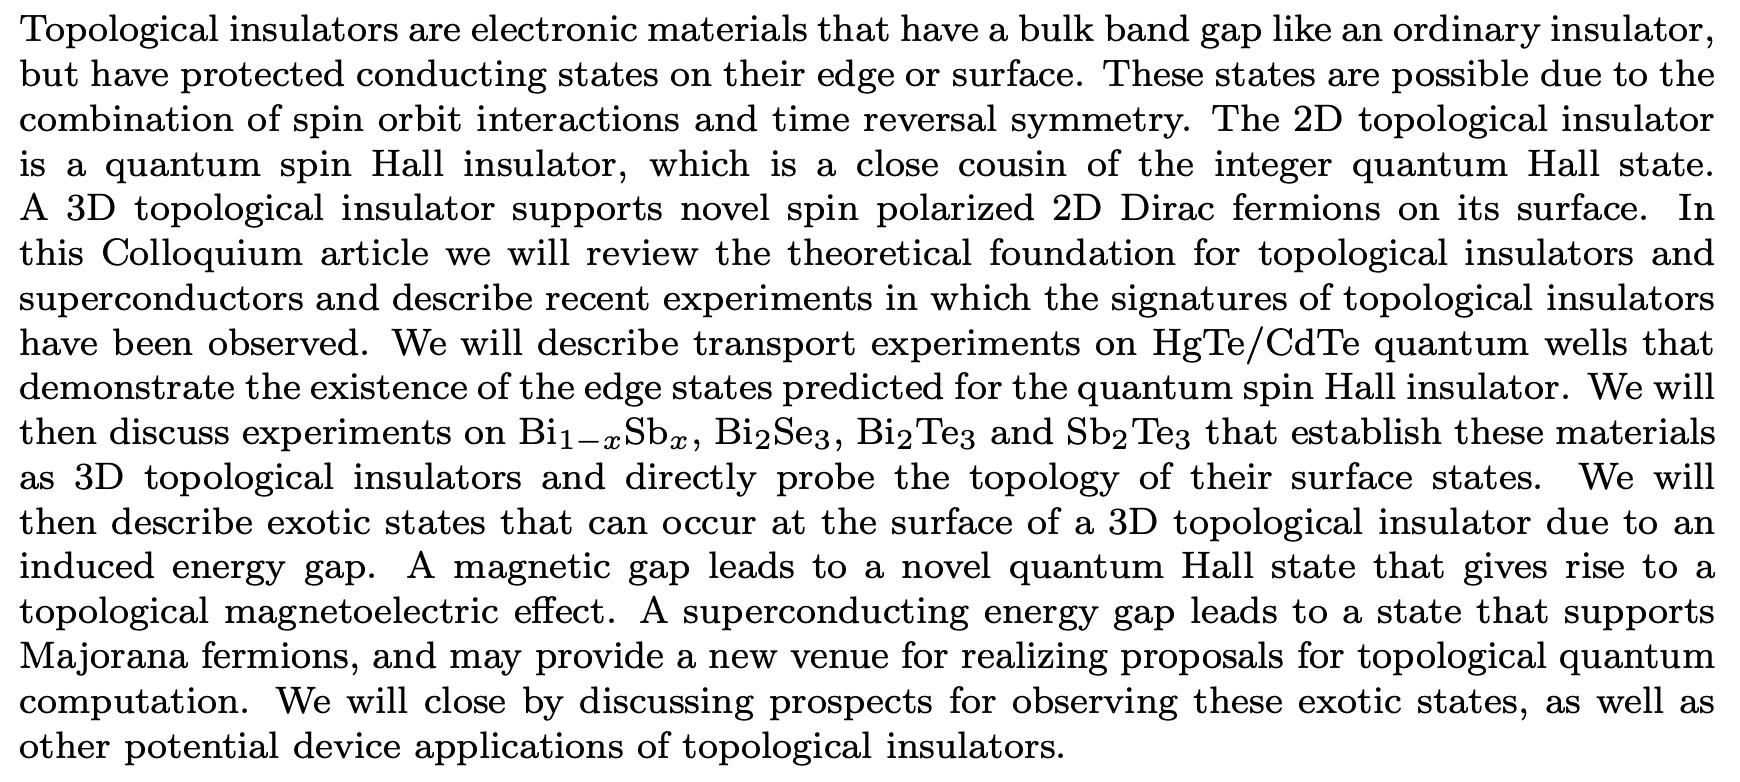 Topological insulators are electronic materials that have a bulk band gap like an ordinary insulator,
but have protected conducting states on their edge or surface. These states are possible due to the
combination of spin orbit interactions and time reversal symmetry. The 2D topological insulator
is a quantum spin Hall insulator, which is a close cousin of the integer quantum Hall state.
A 3D topological insulator supports novel spin polarized 2D Dirac fermions on its surface. In
this Colloquium article we will review the theoretical foundation for topological insulators and
superconductors and describe recent experiments in which the signatures of topological insulators
have been observed. We will describe transport experiments on HgTe/CdTe quantum wells that
demonstrate the existence of the edge states predicted for the quantum spin Hall insulator. We will
then discuss experiments on Bi₁₋ₓSbₓ, Bi₂Se₃, Bi₂Te₃ and Sb₂Te₃ that establish these materials
as 3D topological insulators and directly probe the topology of their surface states. We will
then describe exotic states that can occur at the surface of a 3D topological insulator due to an
induced energy gap. A magnetic gap leads to a novel quantum Hall state that gives rise to a
topological magnetoelectric effect. A superconducting energy gap leads to a state that supports
Majorana fermions, and may provide a new venue for realizing proposals for topological quantum
computation. We will close by discussing prospects for observing these exotic states, as well as
other potential device applications of topological insulators.